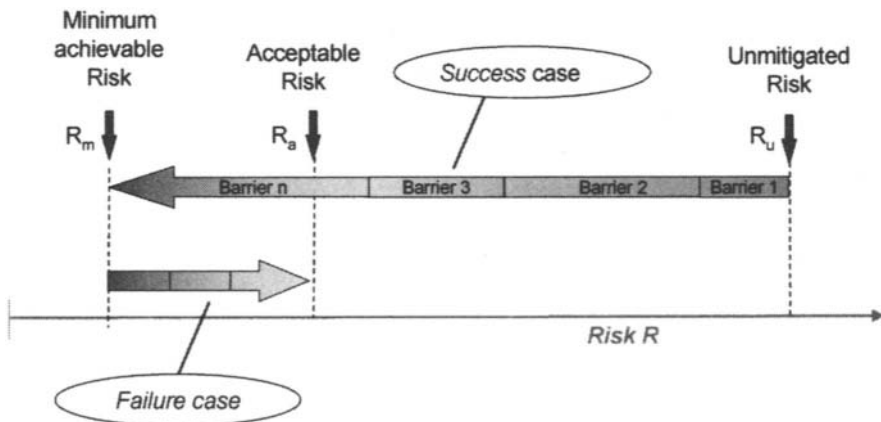 Minimum
achievable
Risk
Acceptable
Risk
Success case
Unmitigated
Risk
Rm
Ra
Ru
Barrier n
Barrier 3
Barrier 2
Barrier 1
Risk R
Failure case